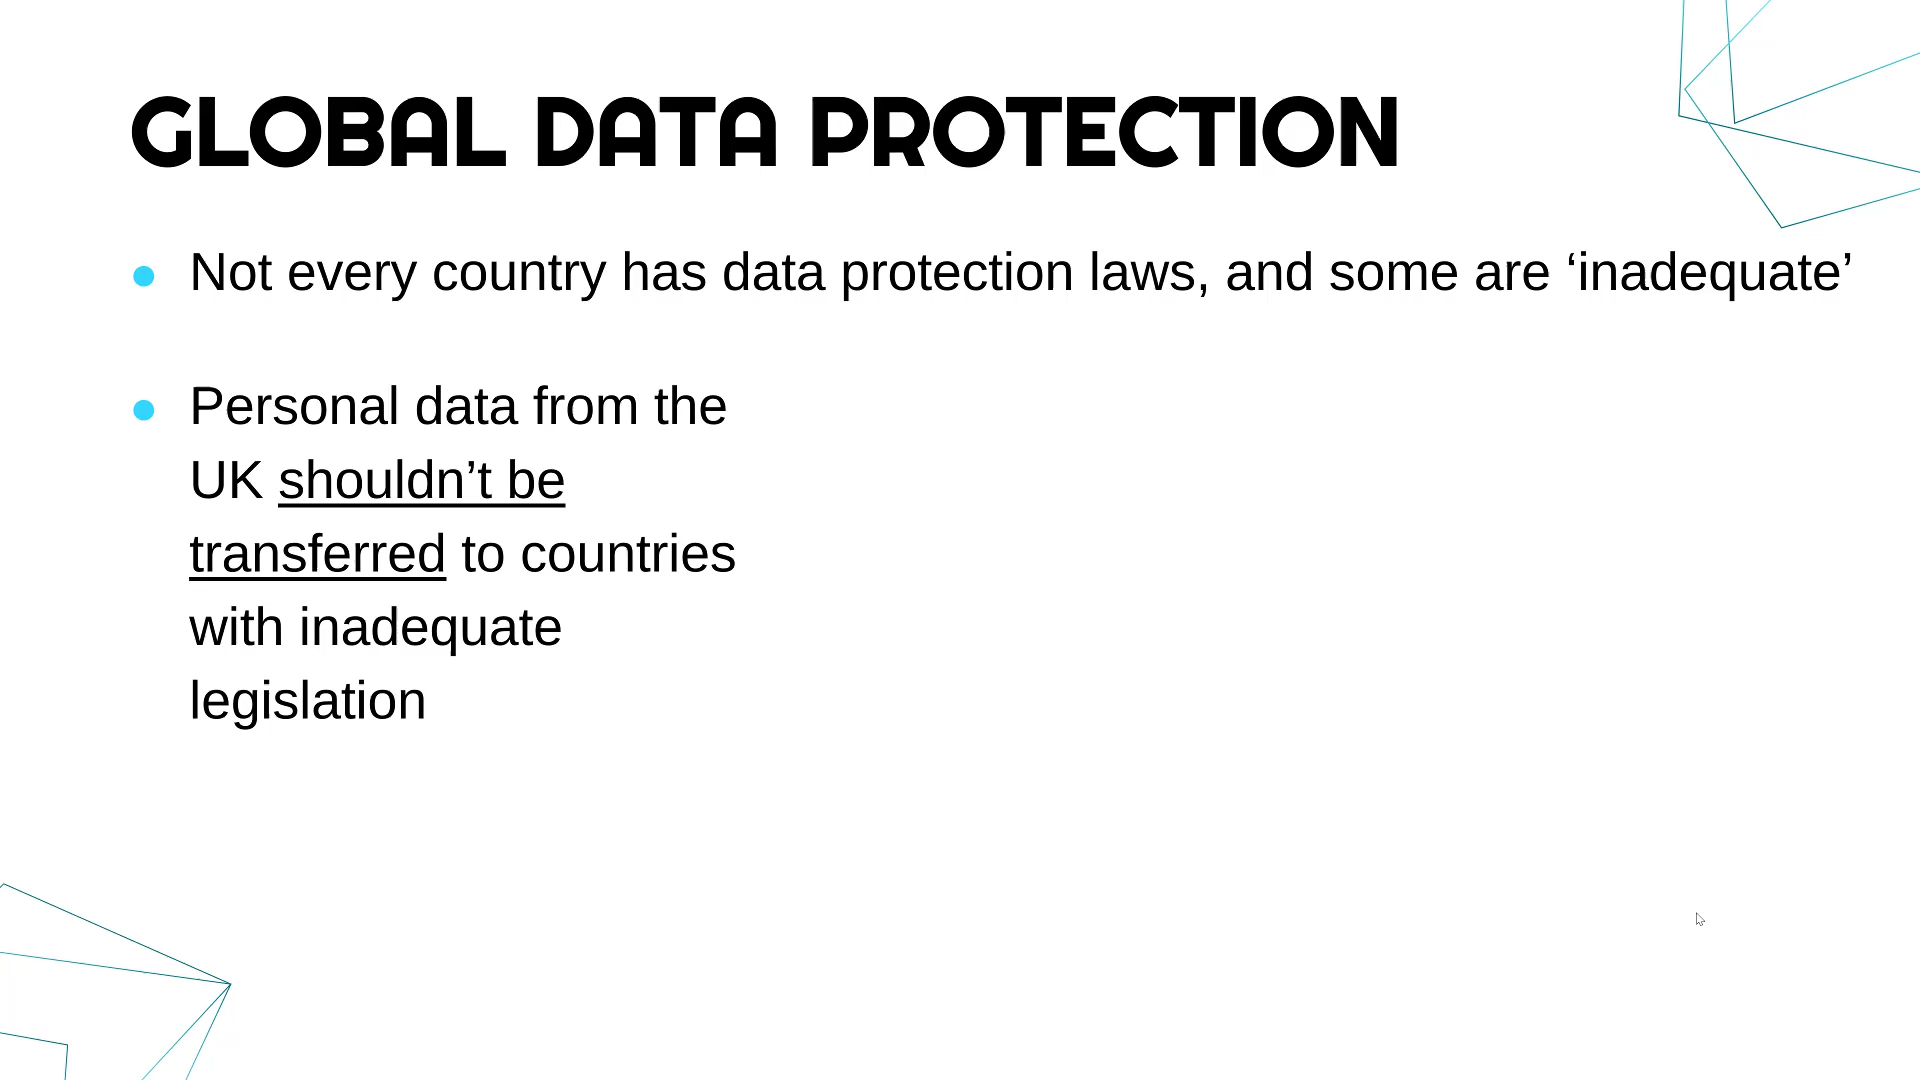 GLOBAL DATA PROTECTION
Not every country has data protection laws, and some are ‘inadequate’
Personal data from the
UK shouldn’t be
transferred to countries
with inadequate
legislation